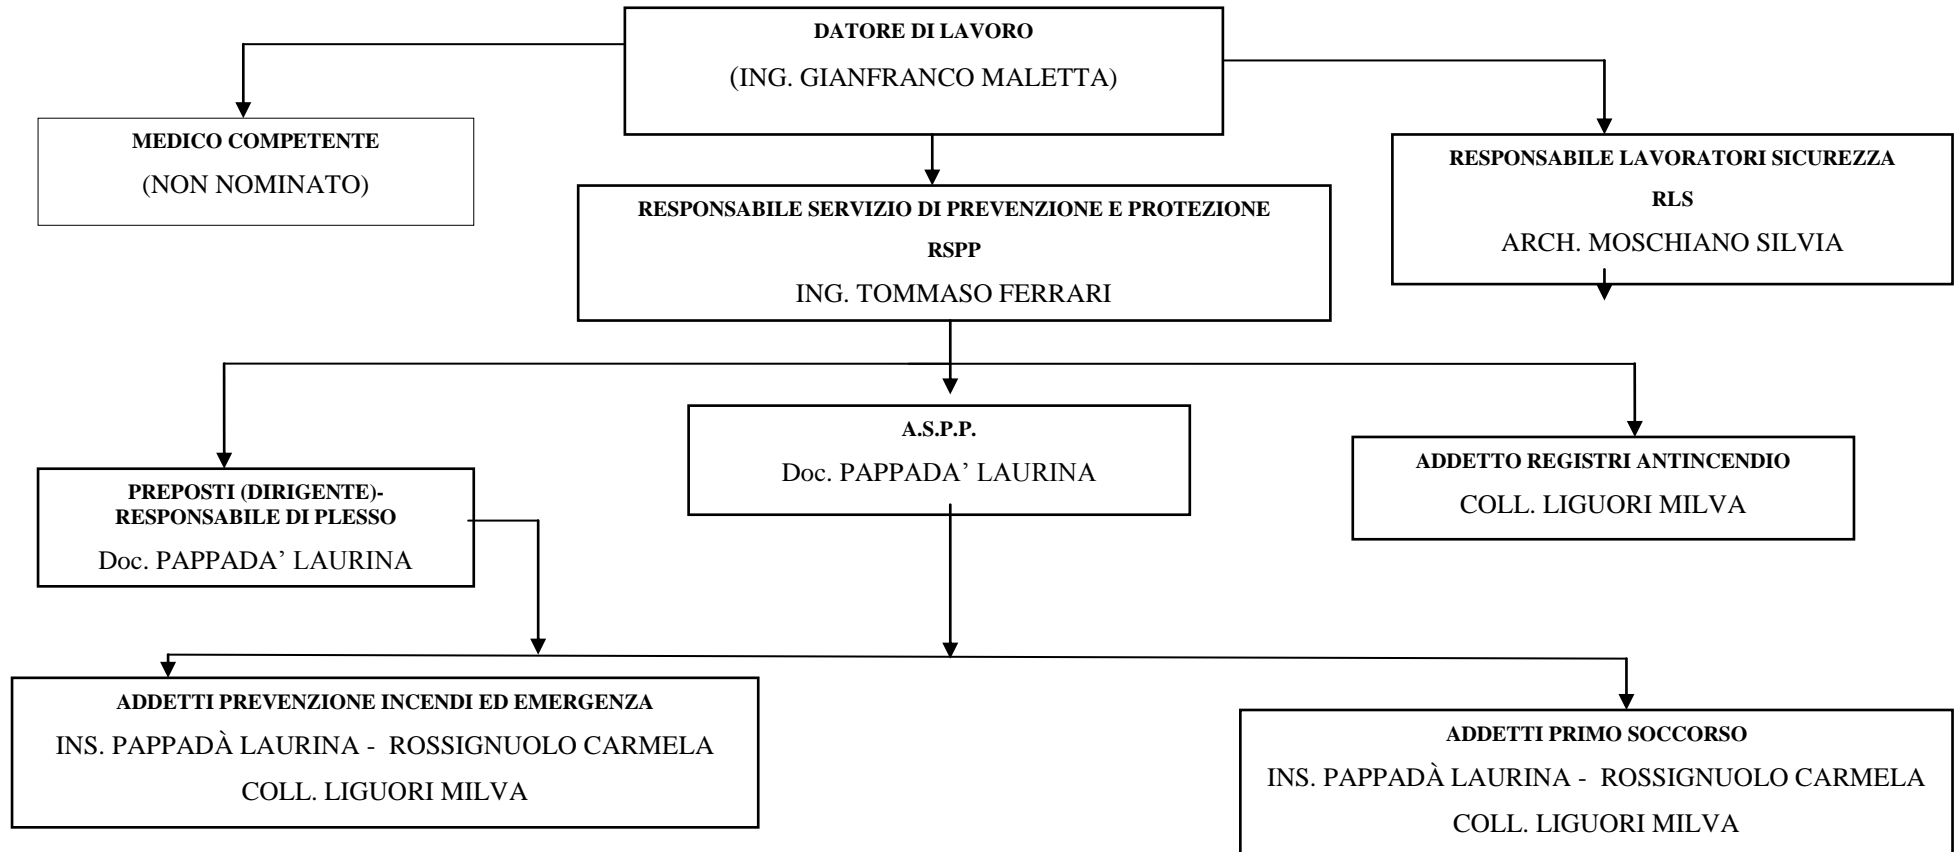 DATORE DI LAVORO
(ING. GIANFRANCO MALETTA)
MEDICO COMPETENTE
(NON NOMINATO)
RESPONSABILE LAVORATORI SICUREZZA
RLS
ARCH. MOSCHIANO SILVIA
RESPONSABILE SERVIZIO DI PREVENZIONE E PROTEZIONE
RSPP
ING. TOMMASO FERRARI
A.S.P.P.
Doc. PAPPADA’ LAURINA
ADDETTO REGISTRI ANTINCENDIO
COLL. LIGUORI MILVA
PREPOSTI (DIRIGENTE)-
RESPONSABILE DI PLESSO
Doc. PAPPADA’ LAURINA
ADDETTI PREVENZIONE INCENDI ED EMERGENZA
INS. PAPPADÀ LAURINA - ROSSIGNUOLO CARMELA
COLL. LIGUORI MILVA
ADDETTI PRIMO SOCCORSO
INS. PAPPADÀ LAURINA - ROSSIGNUOLO CARMELA
COLL. LIGUORI MILVA